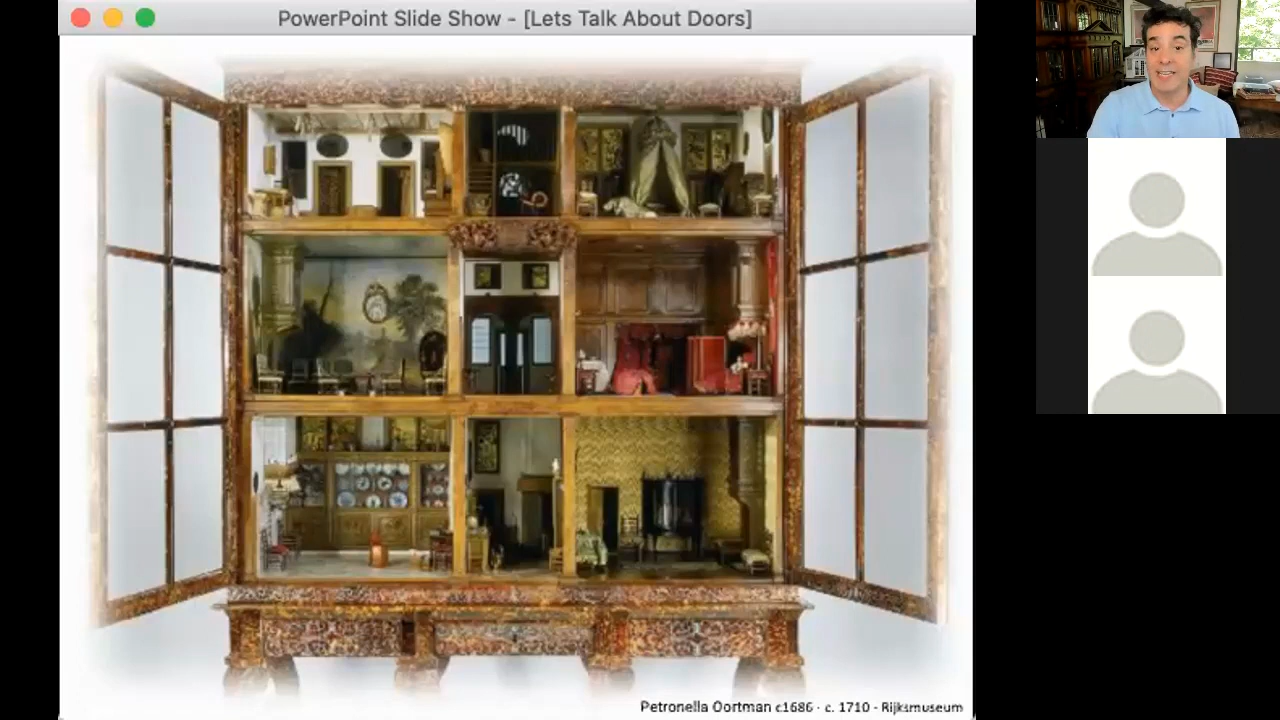 PowerPoint Slide Show - [Lets Talk About Doors]
Petronella Oortman c1686 - c. 1710 - Rijksmuseum